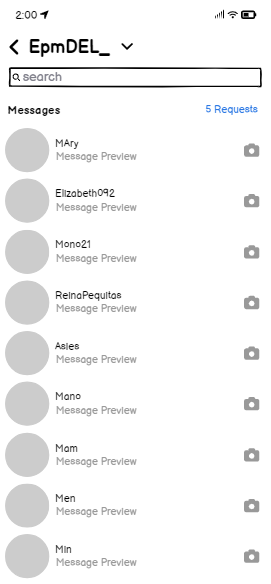 2:00
EpmDEL_
search
Messages
5 Requests
MAry
Message Preview
Elizabeth092
Message Preview
Mono21
Message Preview
ReinaPequitas
Message Preview
Asies
Message Preview
Mano
Message Preview
Mam
Message Preview
Men
Message Preview
Min
Message Preview